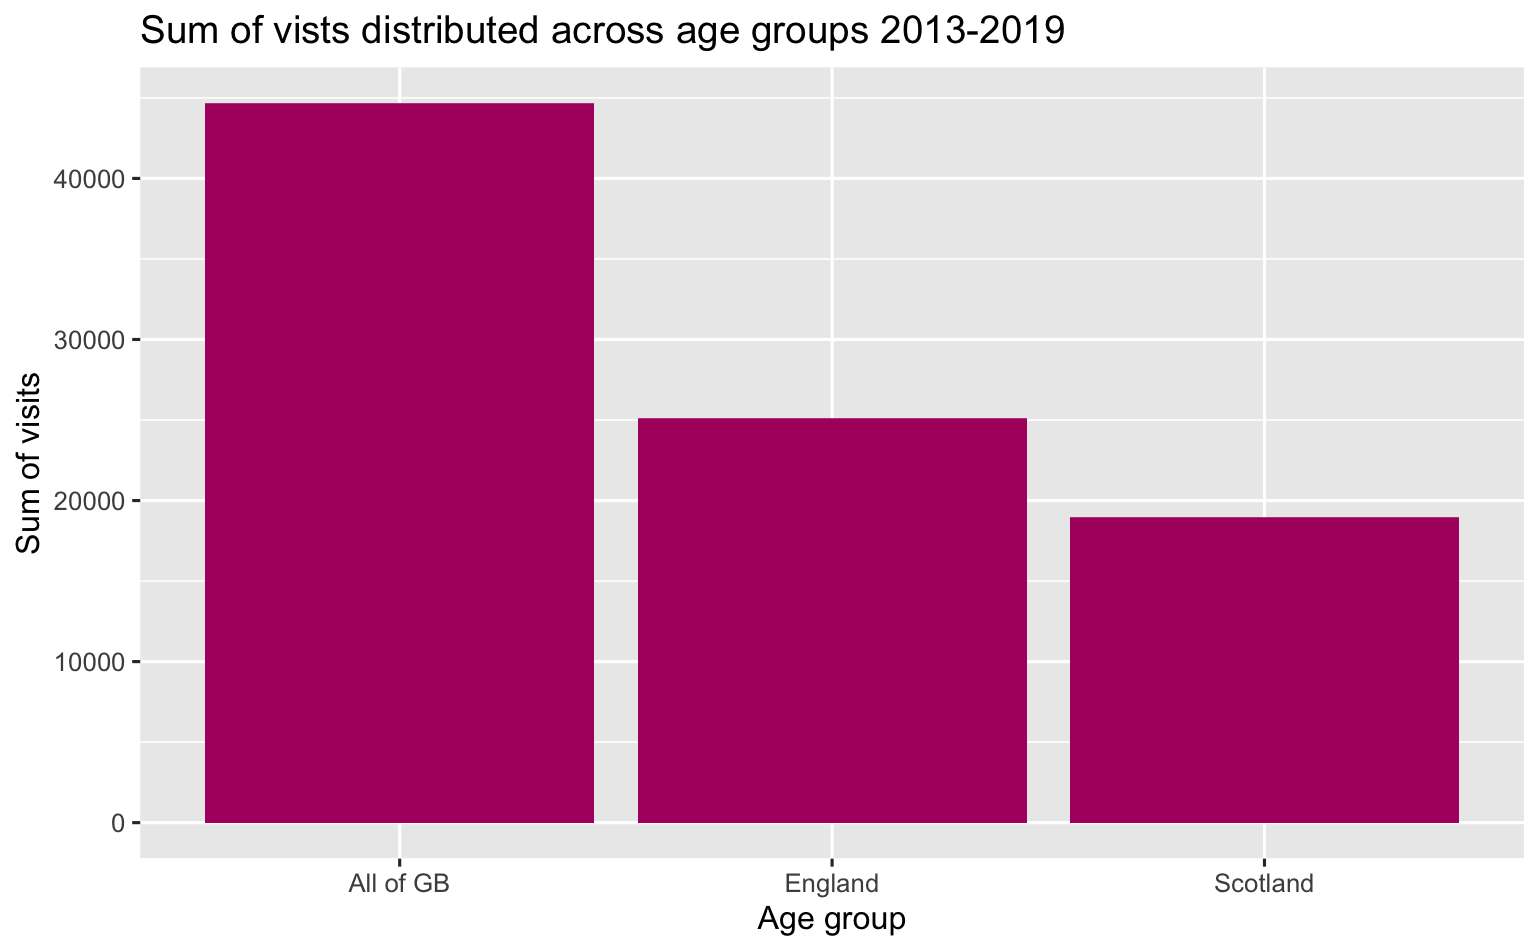 Sum of vists distributed across age groups 2013-2019
40000
30000
20000
10000
0
Sum of visits
All of GB England Scotland
Age group